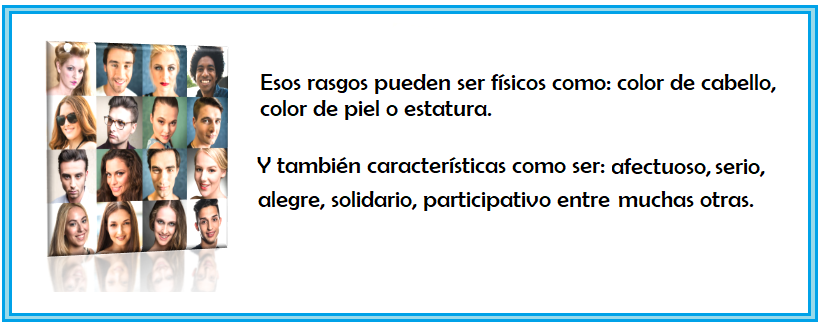 Esos rasgos pueden ser físicos como: color de cabello,
color de piel o estatura.
Y también características como ser: afectuoso, serio,
alegre, solidario, participativo entre muchas otras.